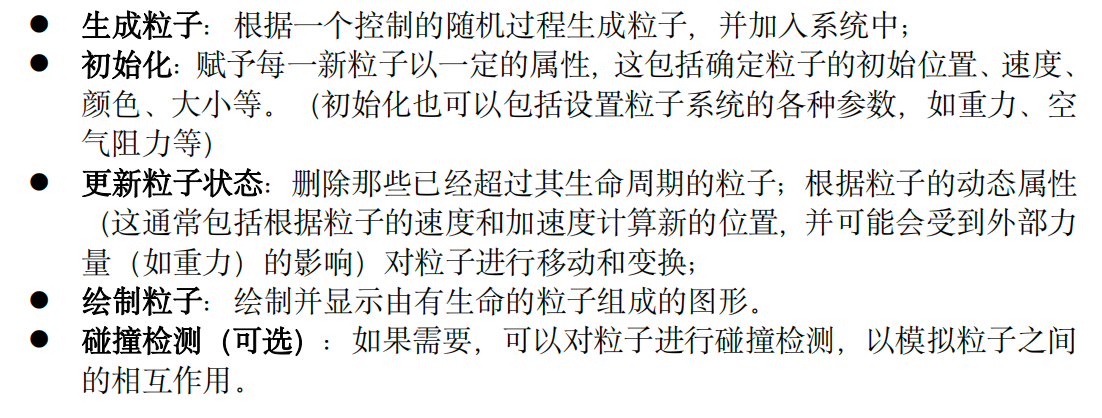 ● 生成粒子：根据一个控制的随机过程生成粒子，并加入系统中；
● 初始化：赋予每一新粒子以一定的属性，这包括确定粒子的初始位置、速度、
颜色、大小等。（初始化也可以包括设置粒子系统的各种参数，如重力、空
气阻力等）
● 更新粒子状态：删除那些已经超过其生命周期的粒子；根据粒子的动态属性
（这通常包括根据粒子的速度和加速度计算新的位置，并可能会受到外部力
量（如重力）的影响）对粒子进行移动和变换；
● 绘制粒子：绘制并显示由有生命的粒子组成的图形。
● 碰撞检测（可选）：如果需要，可以对粒子进行碰撞检测，以模拟粒子之间
的相互作用。